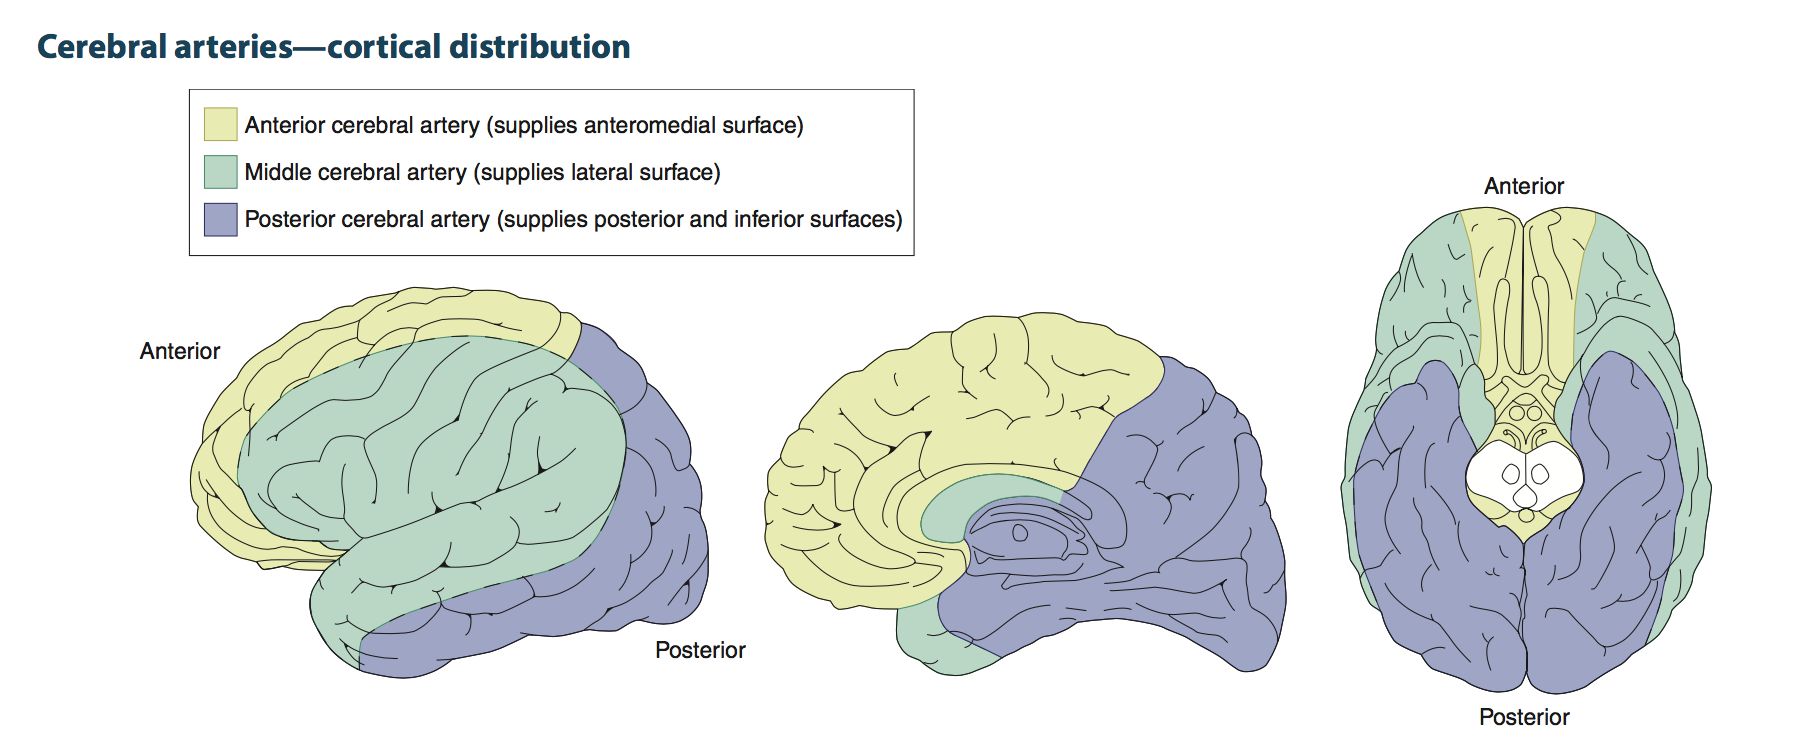 Cerebral arteries—cortical distribution
Anterior cerebral artery (supplies anteromedial surface)
Middle cerebral artery (supplies lateral surface)
Posterior cerebral artery (supplies posterior and inferior surfaces)
Anterior
Posterior
Anterior
Posterior